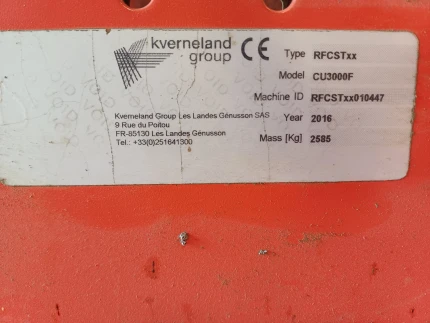 kverneland
group
CE
Type RFCSTxx
Model CU3000F
Machine ID RFCSTxx010447
Kverneland Group Les Landes Génusson SAS
Year 2016
9 Rue du Poitou
FR-85130 Les Landes Génusson
Tel.: +33(0)251641300
Mass [Kg] 2585